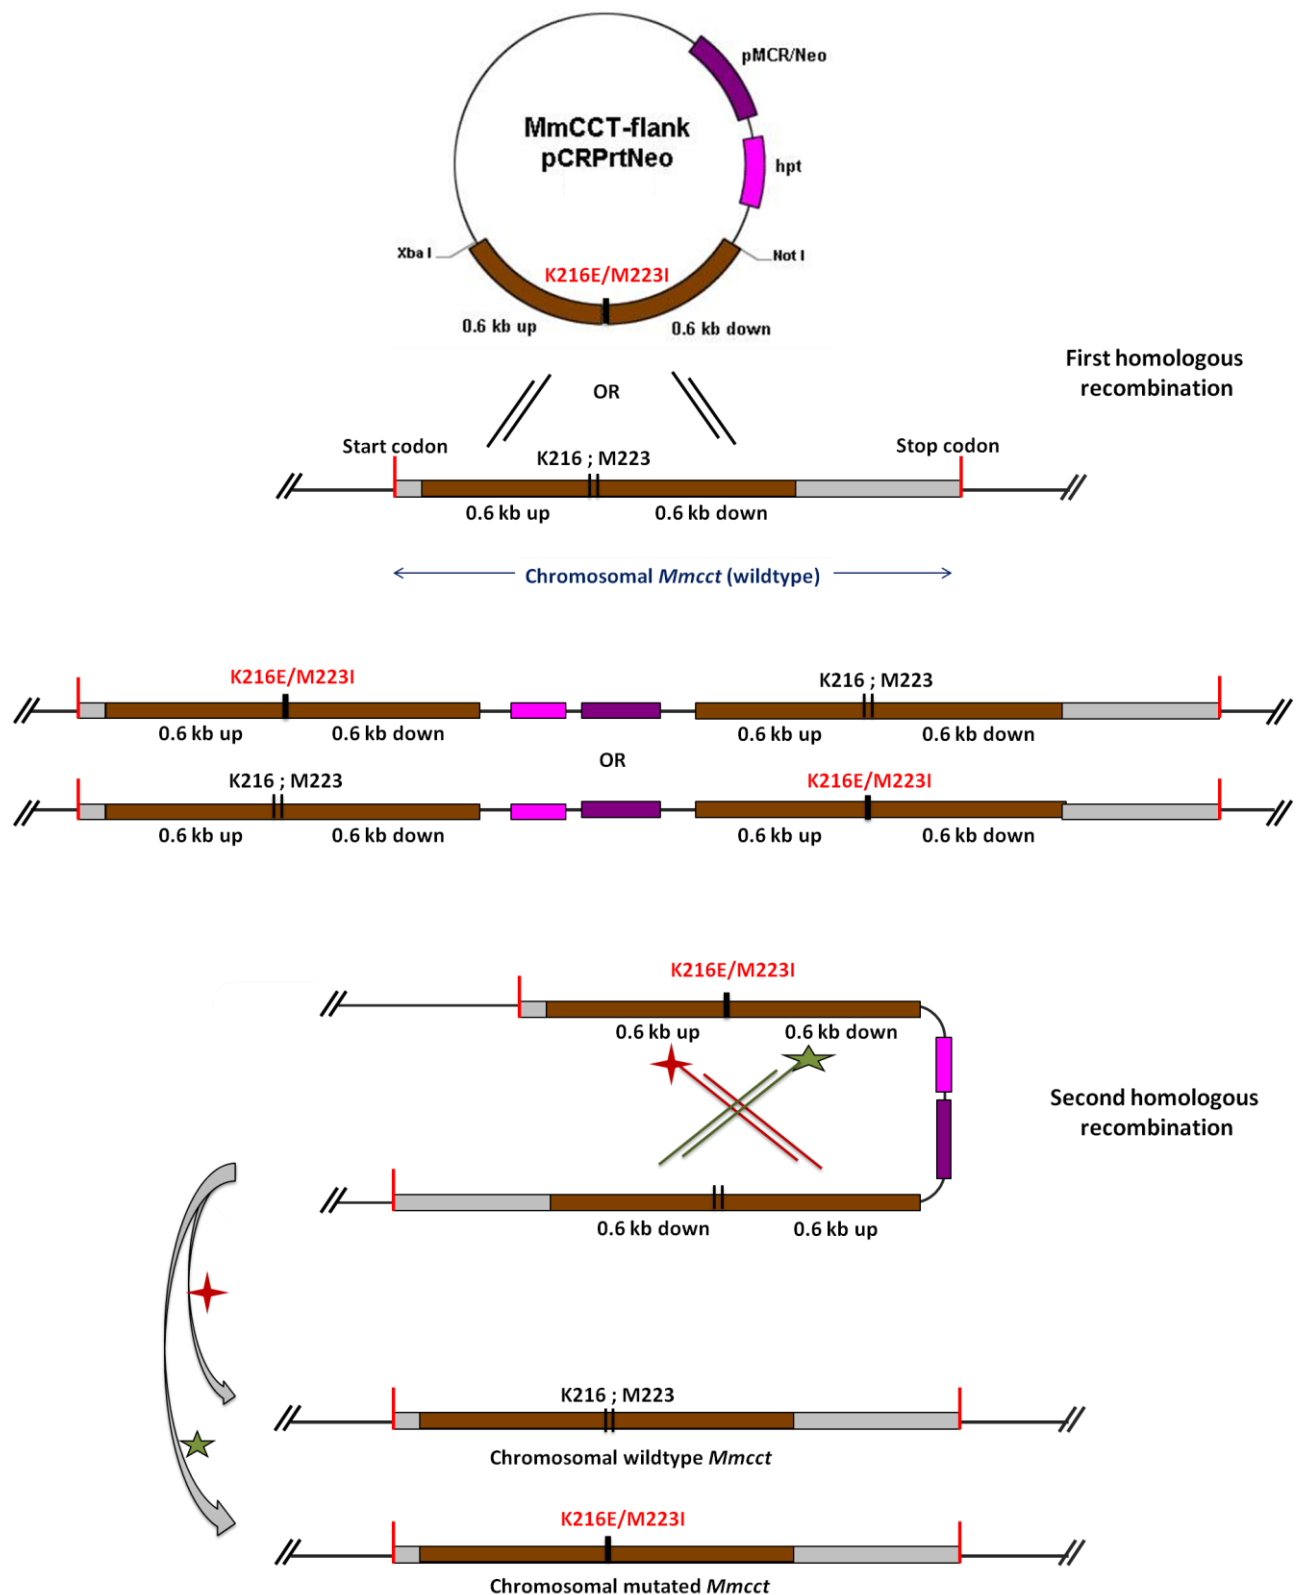 pMCR/Neo
MmCCT-flank
pCRPrtNeo
hpt
Xba I
Not I
K216E/M223I
0.6 kb up
0.6 kb down
First homologous
recombination
OR
Start codon
K216 ; M223
Stop codon
0.6 kb up
0.6 kb down
Chromosomal Mmcct (wildtype)
K216E/M223I
K216 ; M223
0.6 kb up
0.6 kb down
0.6 kb up
0.6 kb down
OR
K216 ; M223
K216E/M223I
0.6 kb up
0.6 kb down
0.6 kb up
0.6 kb down
K216E/M223I
0.6 kb up
0.6 kb down
Second homologous
recombination
0.6 kb down
0.6 kb up
K216 ; M223
Chromosomal wildtype Mmcct
K216E/M223I
Chromosomal mutated Mmcct